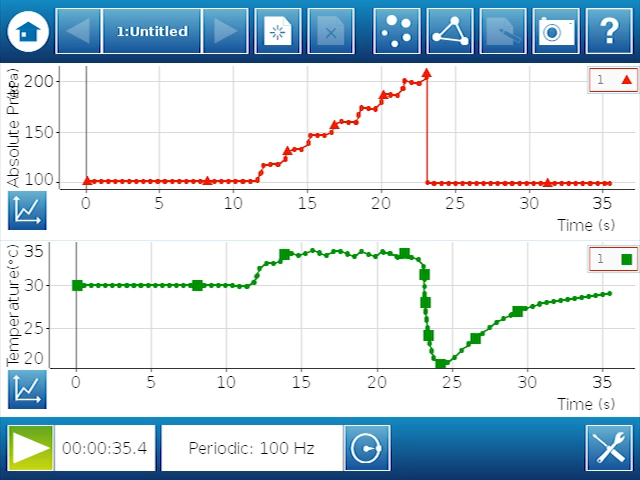 1:Untitled
?
Absolute Pre (kPa)
200
150
100
1
0 5 10 15 20 25 30 35
Time (s)
Temperature(°C)
35
30
25
20
1
0 5 10 15 20 25 30 35
Time (s)
00:00:35.4
Periodic: 100 Hz